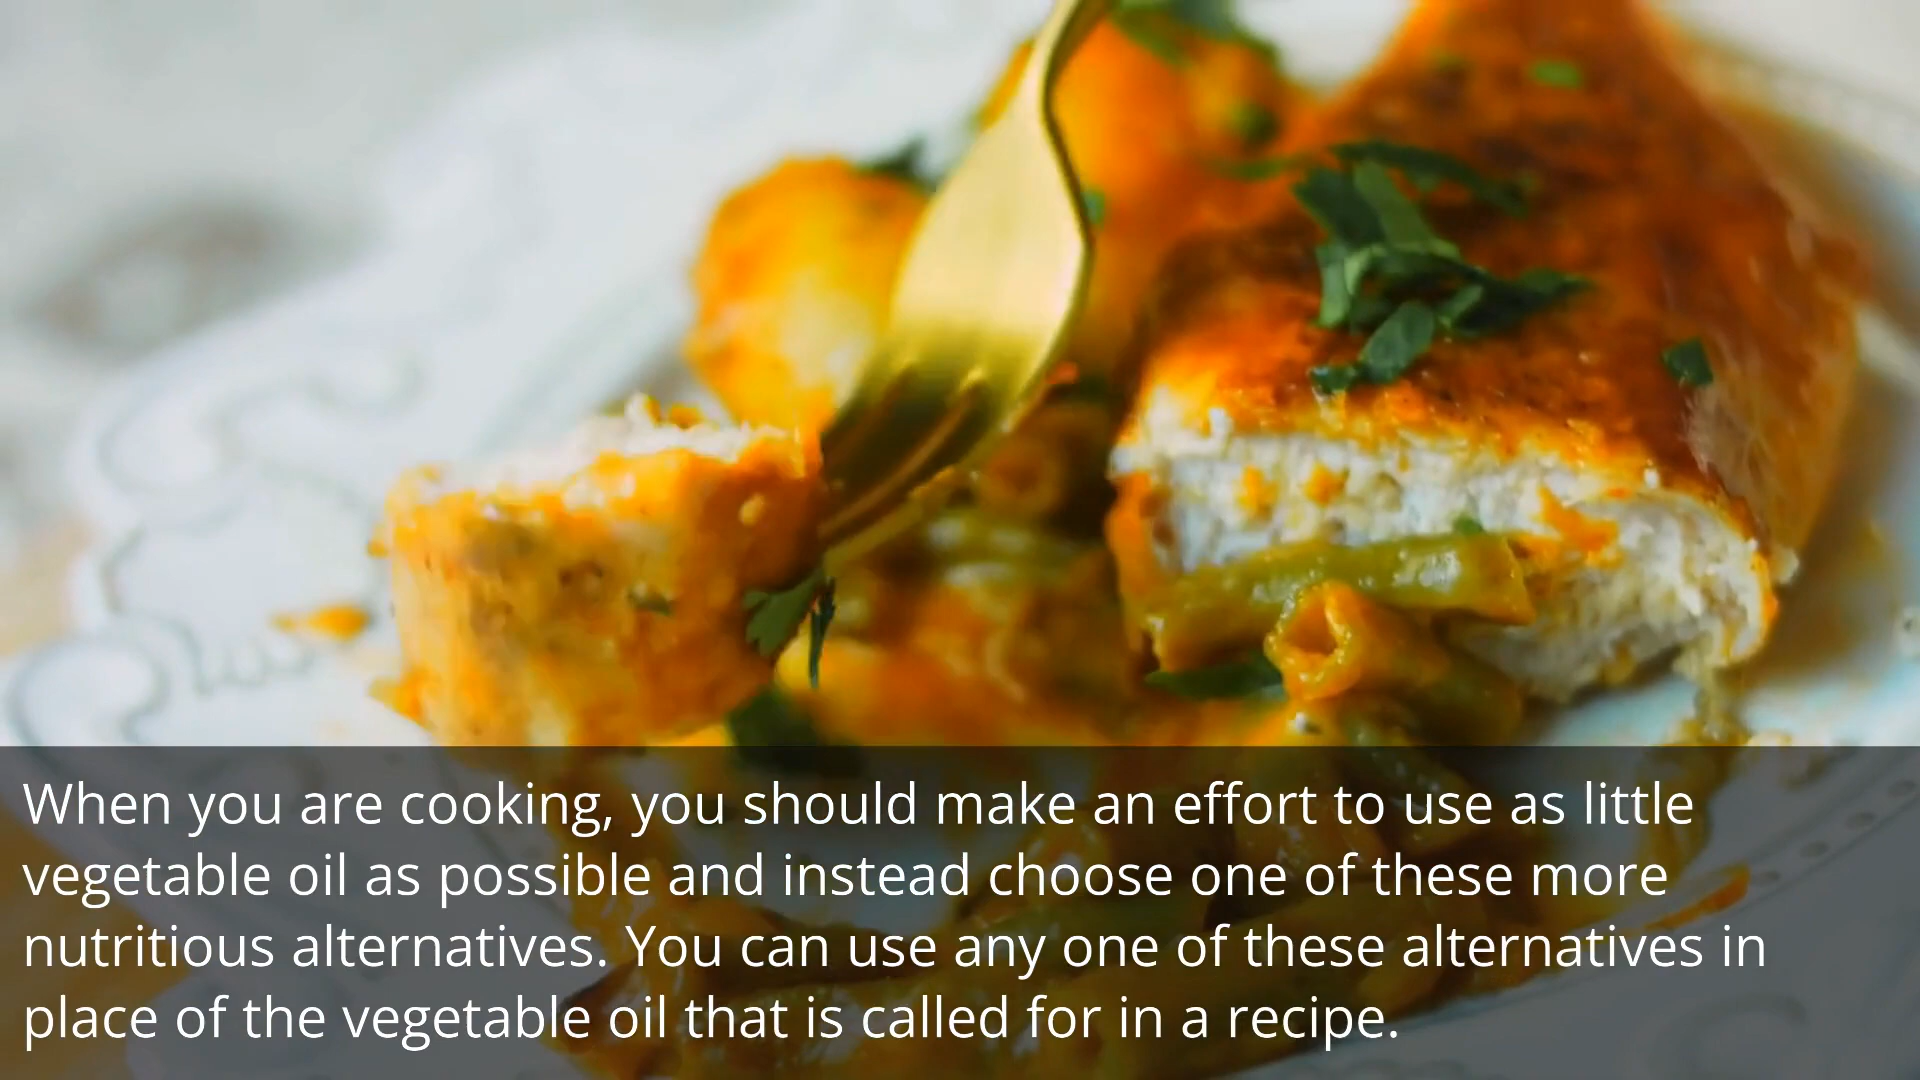 When you are cooking, you should make an effort to use as little
vegetable oil as possible and instead choose one of these more
nutritious alternatives. You can use any one of these alternatives in
place of the vegetable oil that is called for in a recipe.